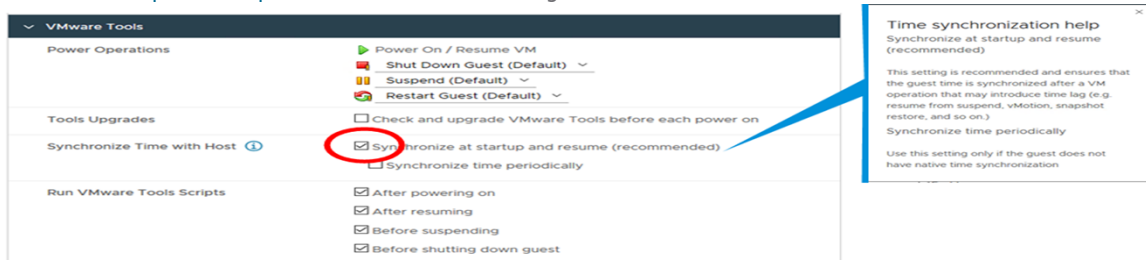 VMware Tools
Power Operations
Power On / Resume VM
Shut Down Guest (Default)
Suspend (Default)
Restart Guest (Default)
Tools Upgrades
Check and upgrade VMware Tools before each power on
Synchronize Time with Host
Synchronize at startup and resume (recommended)
Synchronize time periodically
Run VMware Tools Scripts
After powering on
After resuming
Before suspending
Before shutting down guest
Time synchronization help
Synchronize at startup and resume
(recommended)
This setting is recommended and ensures that
the guest time is synchronized after a VM
operation that may introduce time lag (e.g.
resume from suspend, vMotion, snapshot
restore, and so on.)
Synchronize time periodically
Use this setting only if the guest does not
have native time synchronization